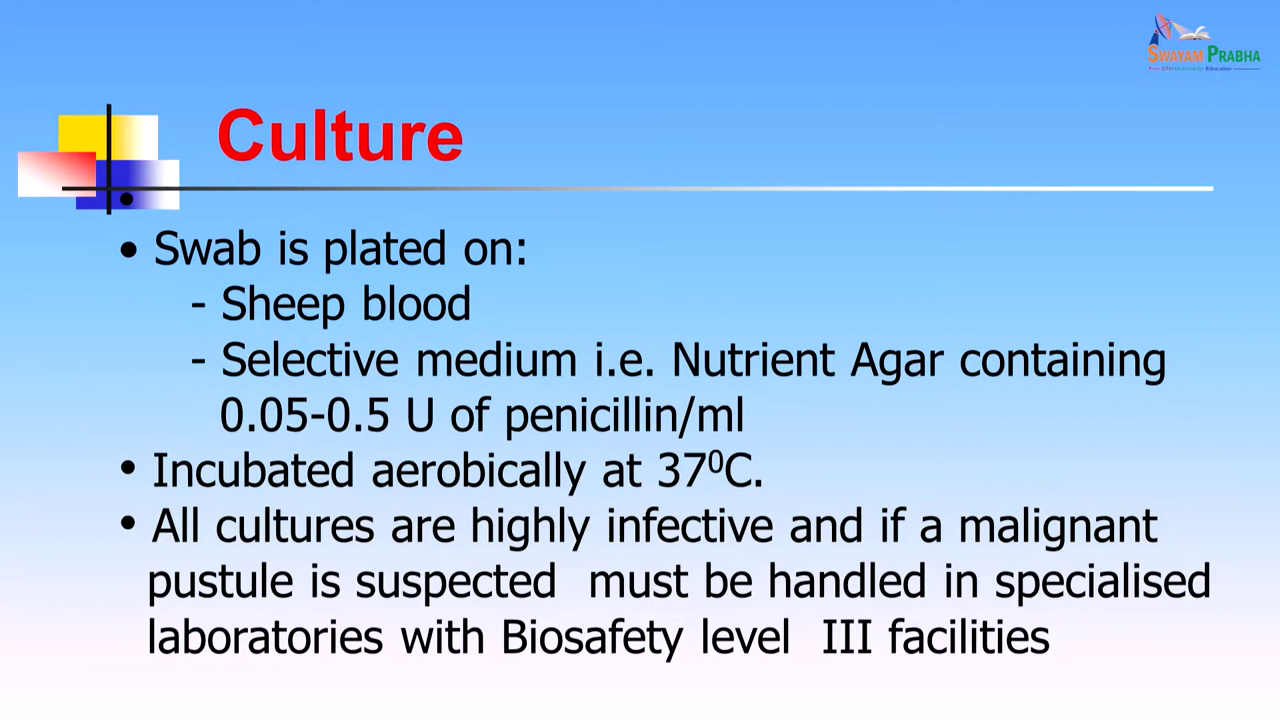 SWAYAM PRABHA
Culture
•
• Swab is plated on:
- Sheep blood
- Selective medium i.e. Nutrient Agar containing
0.05-0.5 U of penicillin/ml
• Incubated aerobically at 37⁰C.
• All cultures are highly infective and if a malignant
pustule is suspected must be handled in specialised
laboratories with Biosafety level III facilities